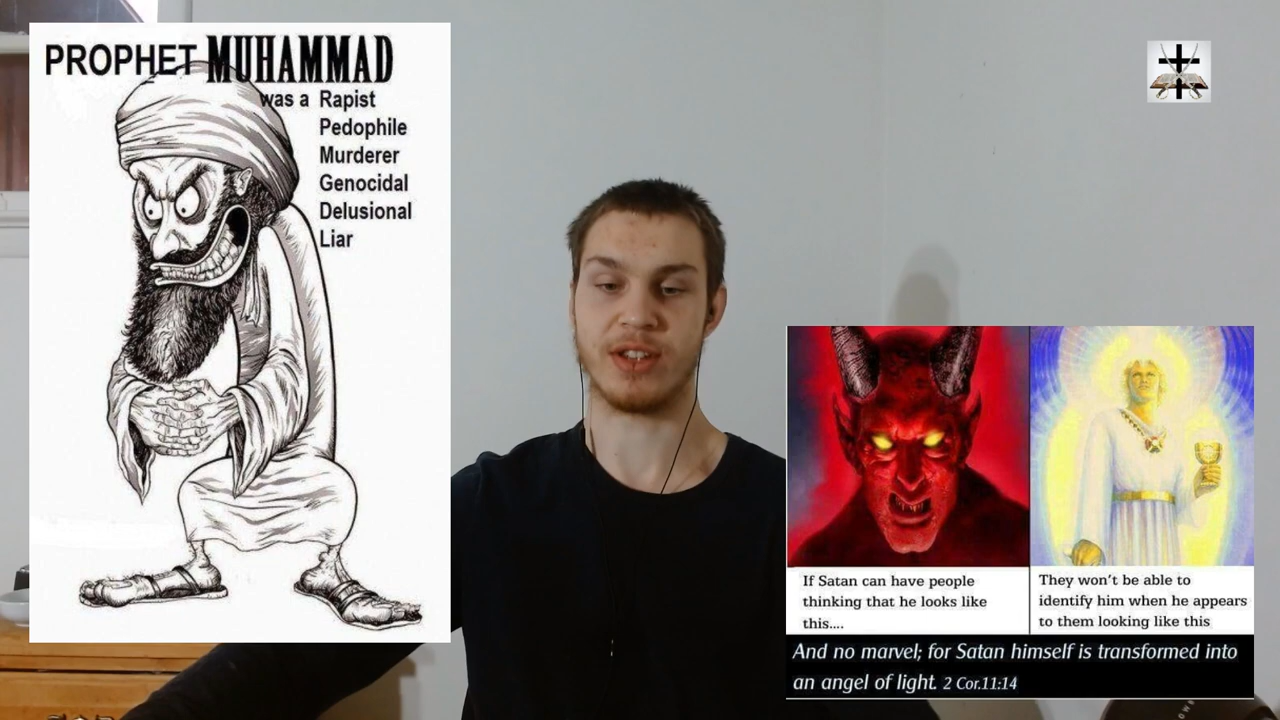 PROPHET MUHAMMAD
was a Rapist
Pedophile
Murderer
Genocidal
Delusional
Liar
If Satan can have people
thinking that he looks like
this....
They won't be able to
identify him when he appears
to them looking like this
And no marvel; for Satan himself is transformed into
an angel of light. 2 Cor.11:14